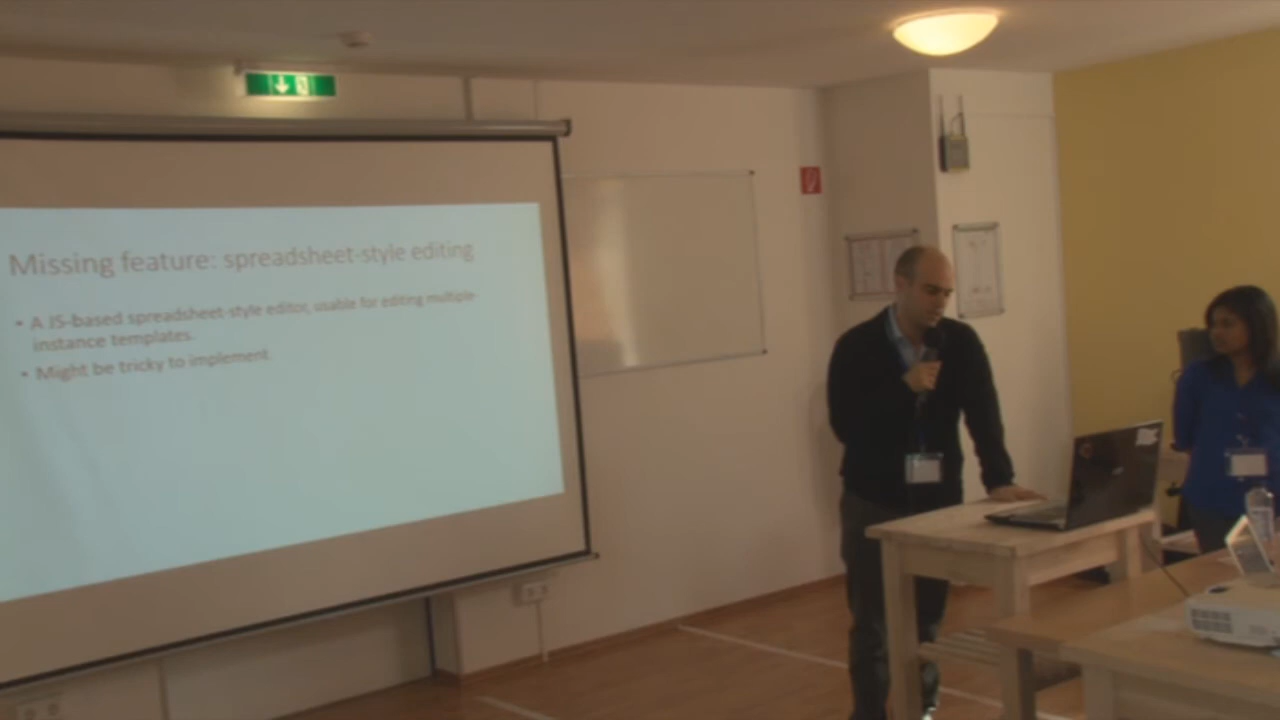 Missing feature: spreadsheet-style editing
• A JS-based spreadsheet-style editor, usable for editing multiple-
instance templates.
• Might be tricky to implement.